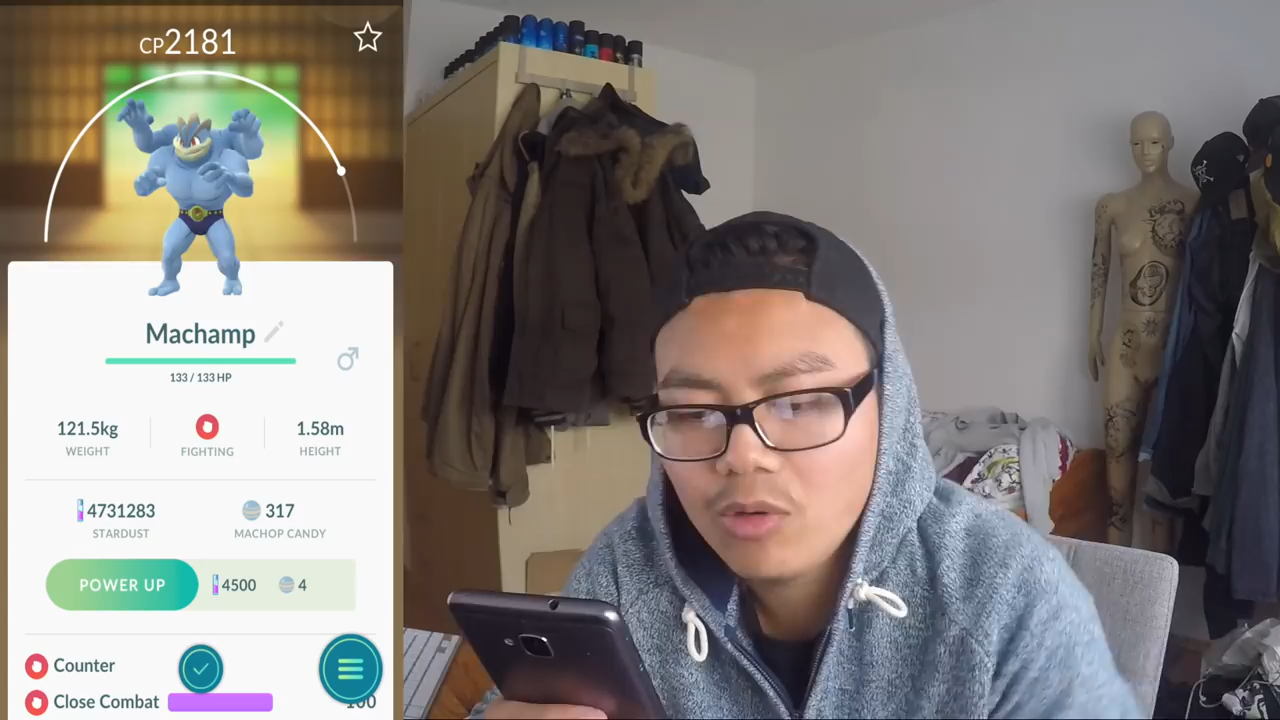 CP2181
Machamp
133 / 133 HP
121.5kg
WEIGHT
FIGHTING
1.58m
HEIGHT
4731283
STARDUST
317
MACHOP CANDY
POWER UP
4500
4
Counter
Close Combat
100